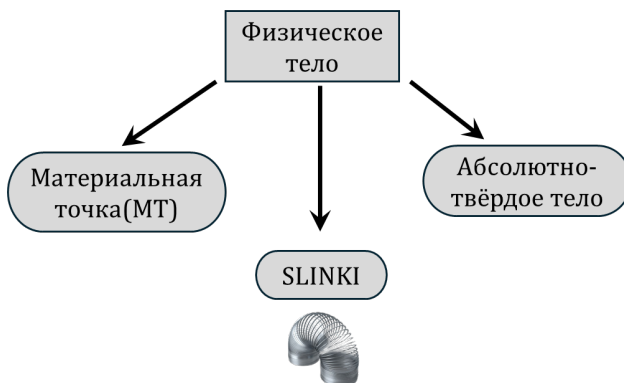 Физическое
тело
Материальная
точка(МТ)
Абсолютно-
твёрдое тело
SLINKI